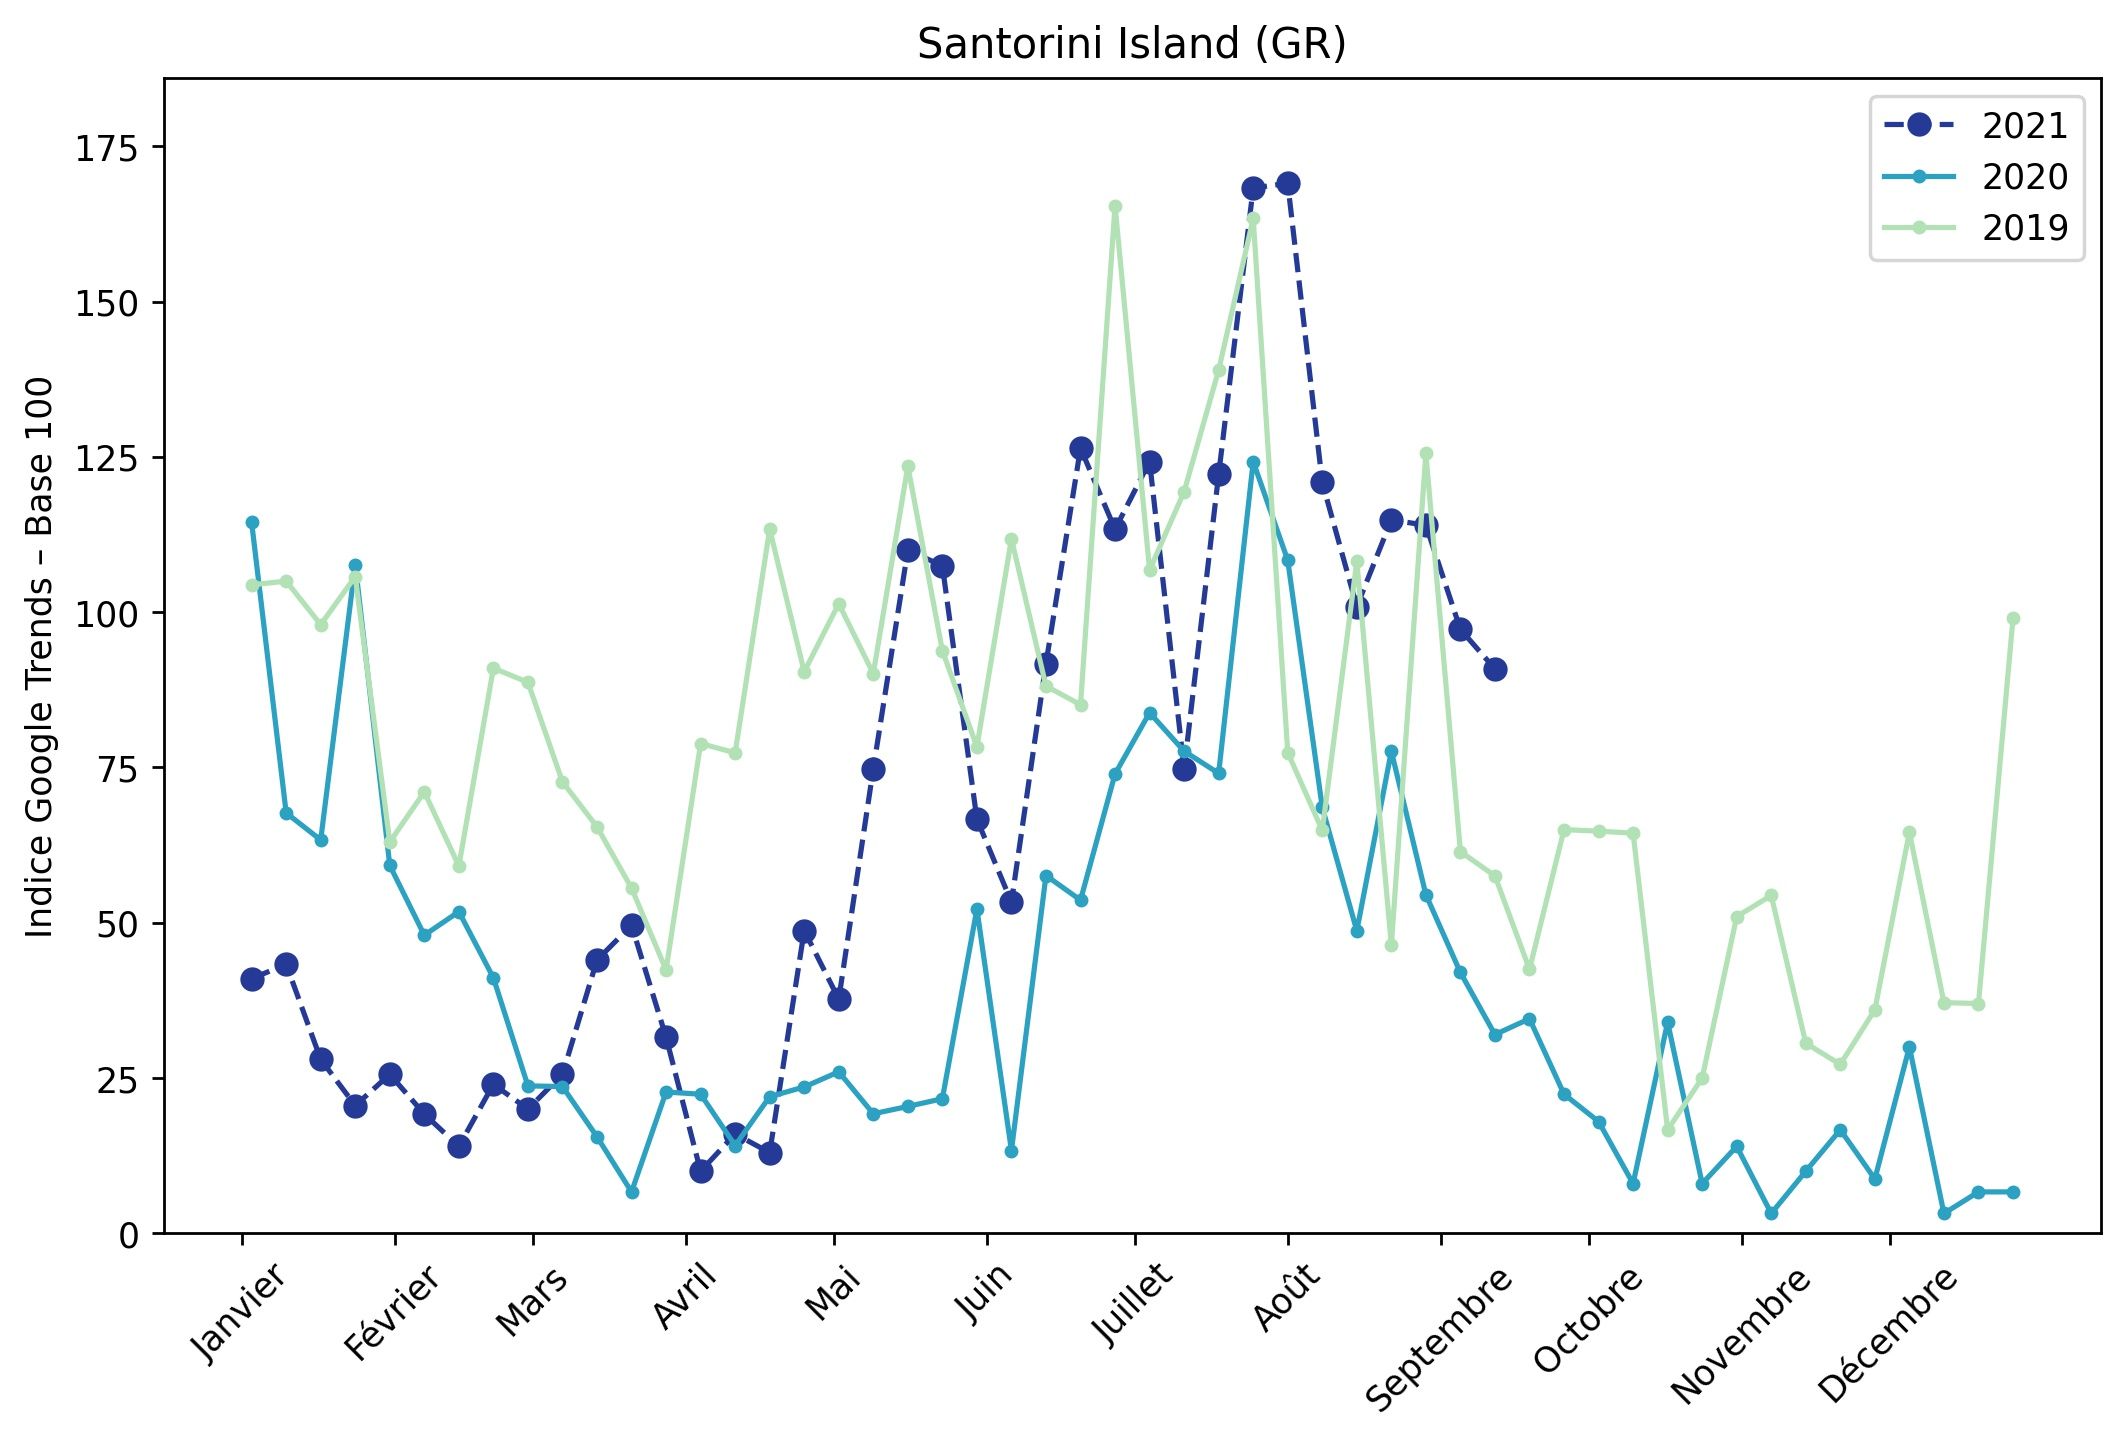 Santorini Island (GR)
Indice Google Trends – Base 100
175
150
125
100
75
50
25
0
2021
2020
2019
Janvier
Février
Mars
Avril
Mai
Juin
Juillet
Août
Septembre
Octobre
Novembre
Décembre